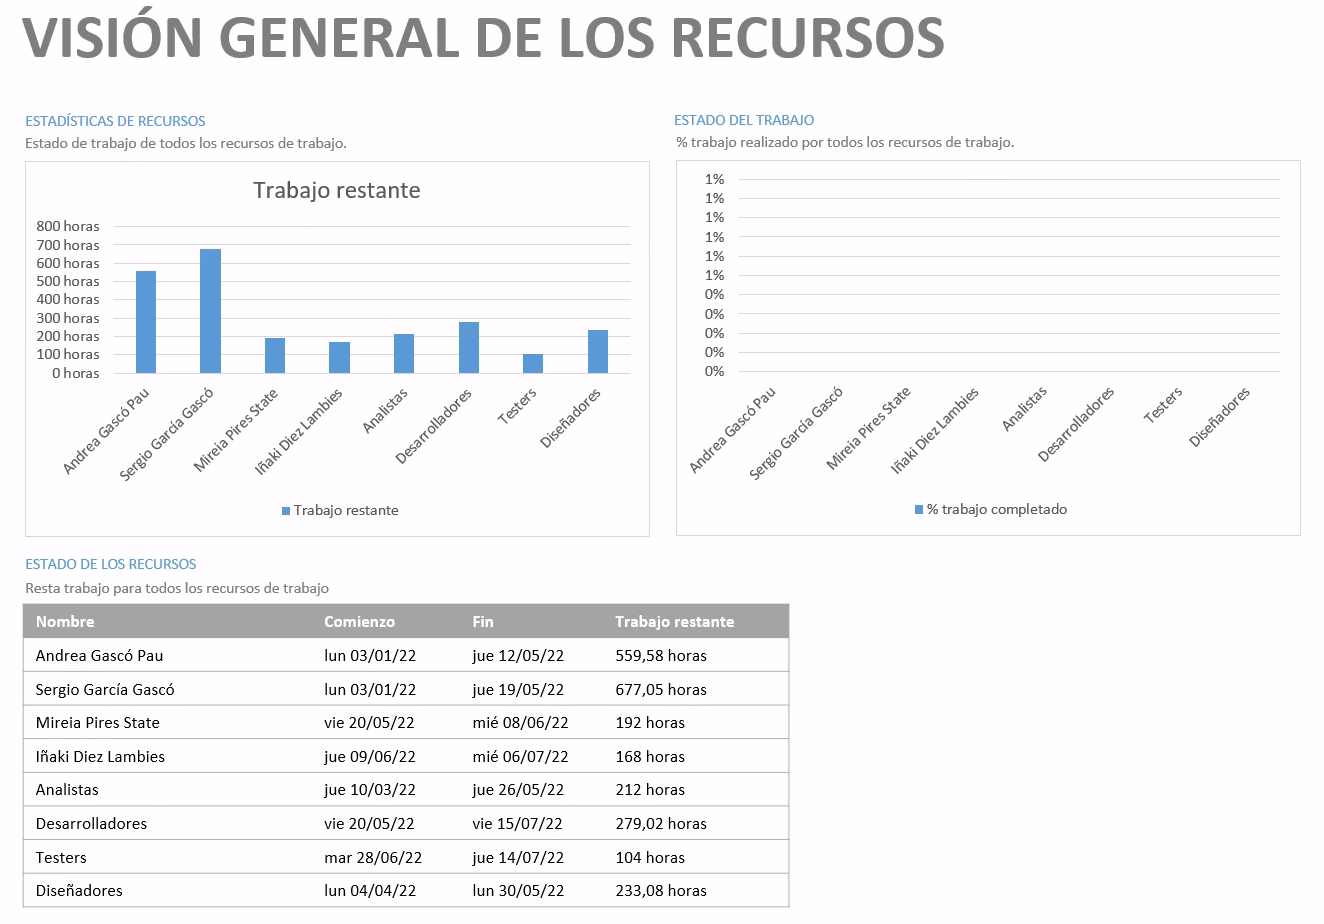 VISIÓN GENERAL DE LOS RECURSOS
ESTADÍSTICAS DE RECURSOS
Estado de trabajo de todos los recursos de trabajo.
Trabajo restante
800 horas
700 horas
600 horas
500 horas
400 horas
300 horas
200 horas
100 horas
0 horas
Andrea Gascó Pau
Sergio García Gascó
Mireia Pires State
Iñaki Diez Lambies
Analistas
Desarrolladores
Testers
Diseñadores
Trabajo restante
ESTADO DEL TRABAJO
% trabajo realizado por todos los recursos de trabajo.
1%
1%
1%
1%
1%
1%
0%
0%
0%
0%
0%
Andrea Gascó Pau
Sergio García Gascó
Mireia Pires State
Iñaki Diez Lambies
Analistas
Desarrolladores
Testers
Diseñadores
% trabajo completado
ESTADO DE LOS RECURSOS
Resta trabajo para todos los recursos de trabajo
Nombre Comienzo Fin Trabajo restante
Andrea Gascó Pau lun 03/01/22 jue 12/05/22 559,58 horas
Sergio García Gascó lun 03/01/22 jue 19/05/22 677,05 horas
Mireia Pires State vie 20/05/22 mié 08/06/22 192 horas
Iñaki Diez Lambies jue 09/06/22 mié 06/07/22 168 horas
Analistas jue 10/03/22 jue 26/05/22 212 horas
Desarrolladores vie 20/05/22 vie 15/07/22 279,02 horas
Testers mar 28/06/22 jue 14/07/22 104 horas
Diseñadores lun 04/04/22 lun 30/05/22 233,08 horas